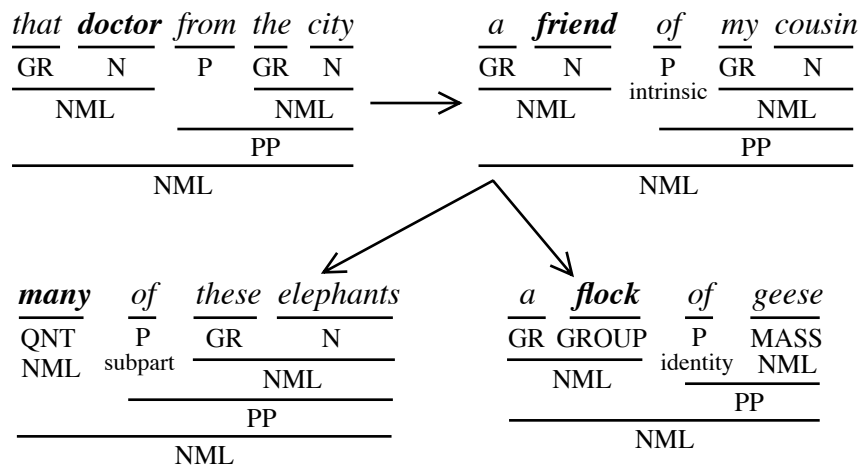 that doctor from the city
GR N P GR N
NML NML
PP
NML
a friend of my cousin
GR N P GR N
intrinsic
NML NML
PP
NML
many of these elephants
QNT P GR N
NML subpart
NML
PP
NML
a flock of geese
GR GROUP P MASS
NML identity NML
PP
NML